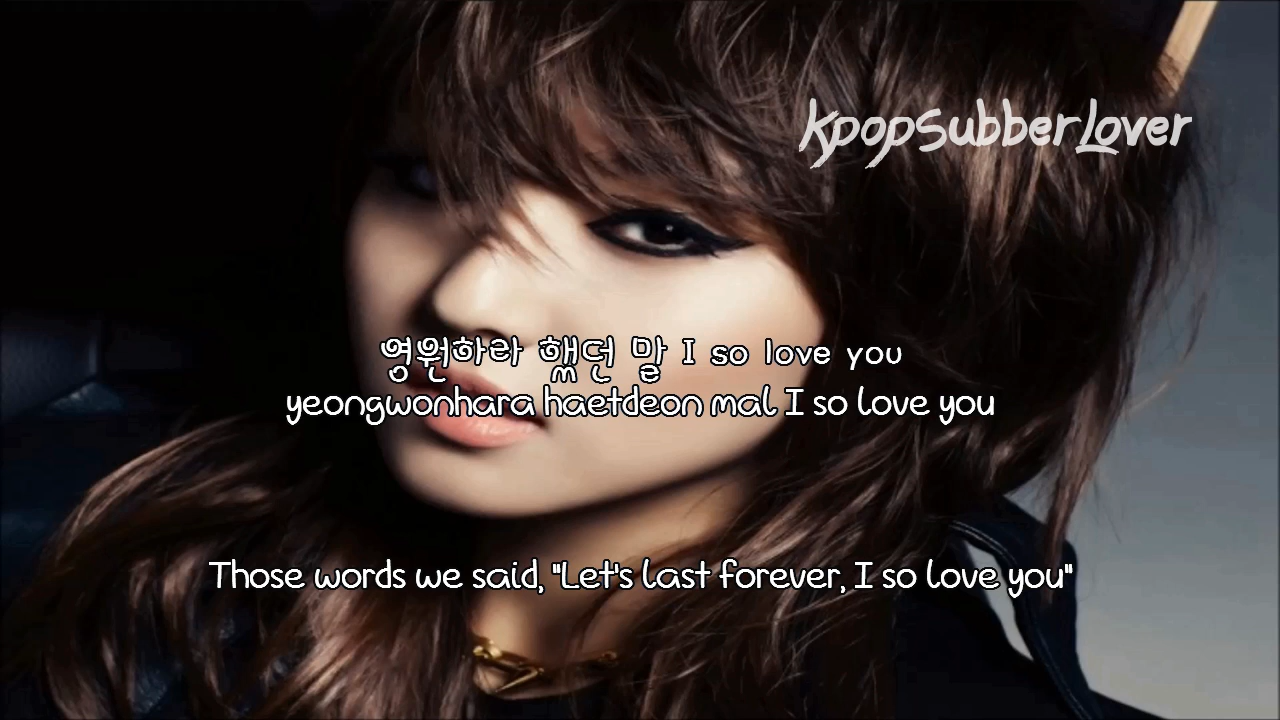 KpopSubberLover
영원하라 했던 말 I so love you
yeongwonhara haetdeon mal I so love you
Those words we said, "Let's last forever, I so love you"